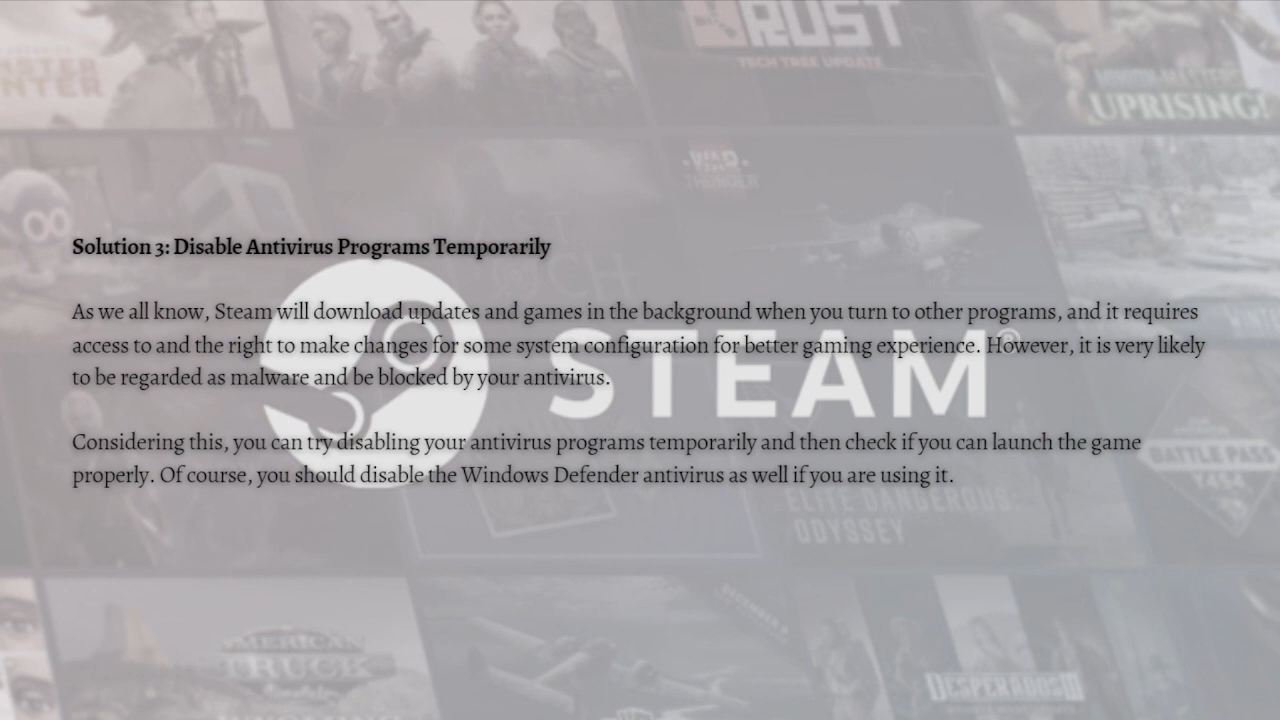 RUST
TECH TREE UPDATE
UPRISING!
Solution 3: Disable Antivirus Programs Temporarily
As we all know, Steam will download updates and games in the background when you turn to other programs, and it requires
access to and the right to make changes for some system configuration for better gaming experience. However, it is very likely
to be regarded as malware and be blocked by your antivirus.
STEAM®
Considering this, you can try disabling your antivirus programs temporarily and then check if you can launch the game
properly. Of course, you should disable the Windows Defender antivirus as well if you are using it.
BATTLE PASS
ELITE DANGEROUS:
ODYSSEY
AMERICAN
TRUCK
DESPERADOS III